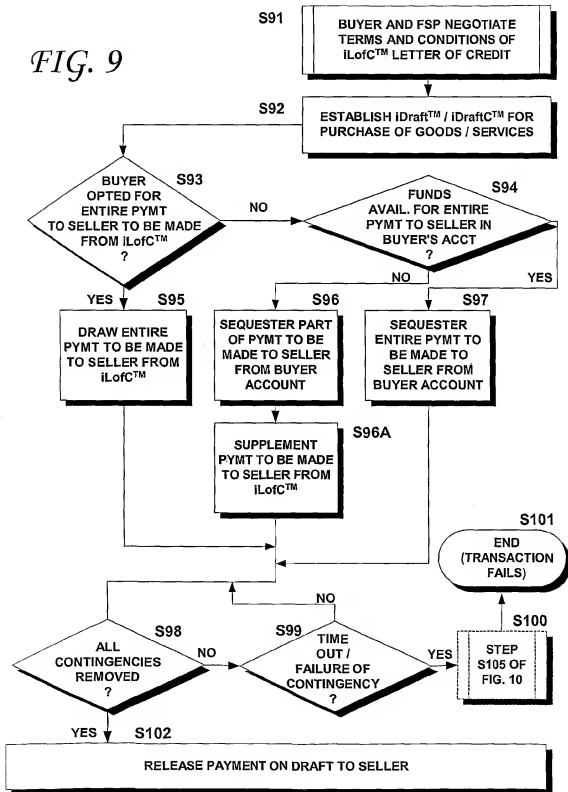 FIG. 9
S91
BUYER AND FSP NEGOTIATE
TERMS AND CONDITIONS OF
iLofC™ LETTER OF CREDIT
S92
ESTABLISH iDraft™ / iDraftC™ FOR
PURCHASE OF GOODS / SERVICES
S93
BUYER
OPTED FOR
ENTIRE PYMT
TO SELLER TO BE MADE
FROM iLofC™
?
NO
S94
FUNDS
AVAIL. FOR ENTIRE
PYMT TO SELLER IN
BUYER'S ACCT
?
NO
YES
YES
S95
DRAW ENTIRE
PYMT TO BE MADE
TO SELLER FROM
iLofC™
S96
SEQUESTER PART
OF PYMT TO BE
MADE TO SELLER
FROM BUYER
ACCOUNT
S97
SEQUESTER
ENTIRE PYMT TO
BE MADE TO
SELLER FROM
BUYER ACCOUNT
S96A
SUPPLEMENT
PYMT TO BE MADE
TO SELLER FROM
iLofC™
S101
END
(TRANSACTION
FAILS)
NO
S98
ALL
CONTINGENCIES
REMOVED
?
NO
S99
TIME
OUT /
FAILURE OF
CONTINGENCY
?
YES
S100
STEP
S105 OF
FIG. 10
YES
S102
RELEASE PAYMENT ON DRAFT TO SELLER